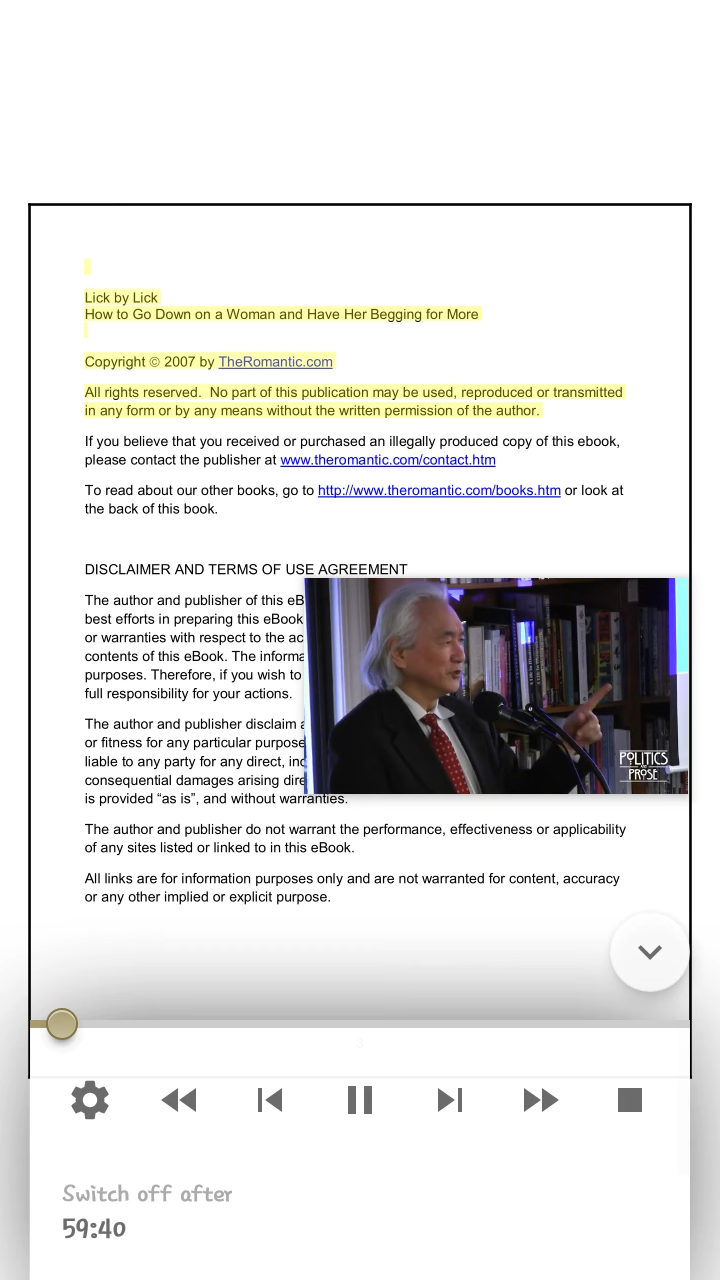 Lick by Lick
How to Go Down on a Woman and Have Her Begging for More
Copyright © 2007 by TheRomantic.com
All rights reserved.  No part of this publication may be used, reproduced or transmitted
in any form or by any means without the written permission of the author.
If you believe that you received or purchased an illegally produced copy of this ebook,
please contact the publisher at www.theromantic.com/contact.htm
To read about our other books, go to http://www.theromantic.com/books.htm or look at
the back of this book.
DISCLAIMER AND TERMS OF USE AGREEMENT
The author and publisher of this
best efforts in preparing this eBook
or warranties with respect to the
contents of this eBook. The
purposes. Therefore, if you wish to
full responsibility for your actions.
The author and publisher disclaim
or fitness for any particular purpose
liable to any party for any direct,
consequential damages arising
is provided “as is”, and without warranties.
POLITICS
PROSE
The author and publisher do not warrant the performance, effectiveness or applicability
of any sites listed or linked to in this eBook.
All links are for information purposes only and are not warranted for content, accuracy
or any other implied or explicit purpose.
3
Switch off after
59:40